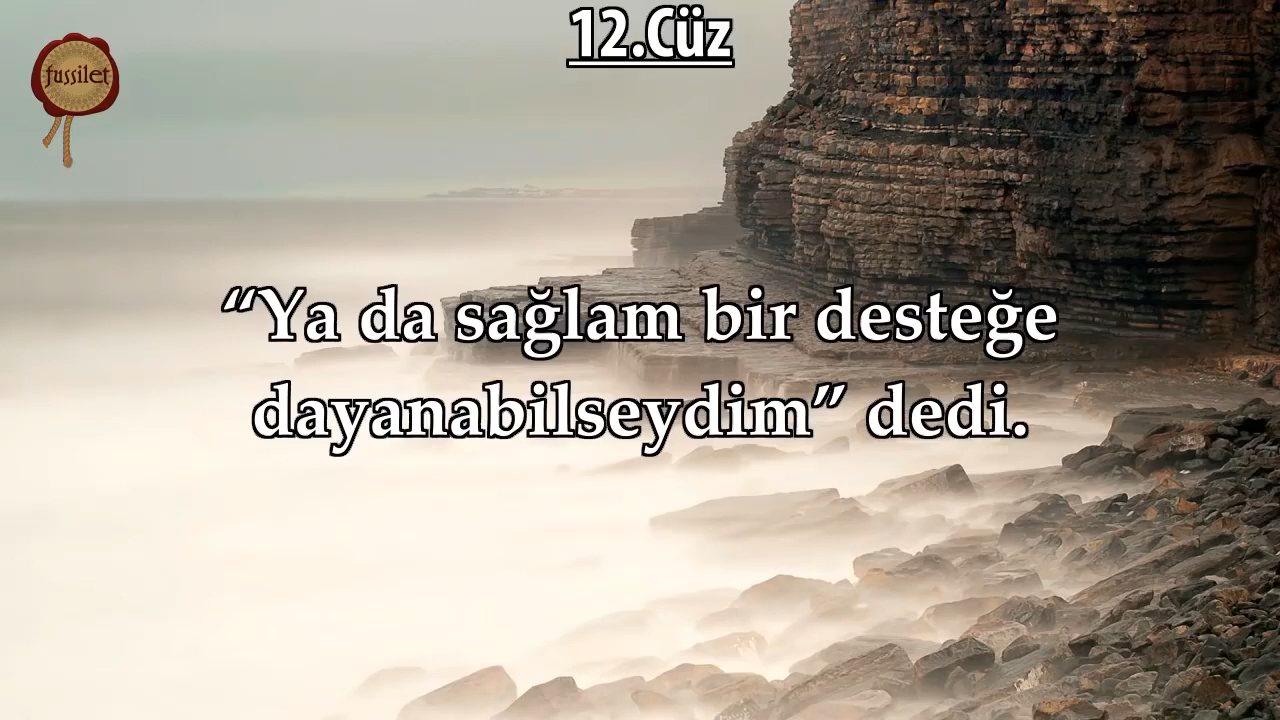 12.Cüz
fussilet
“Ya da sağlam bir desteğe
dayanabilseydim” dedi.